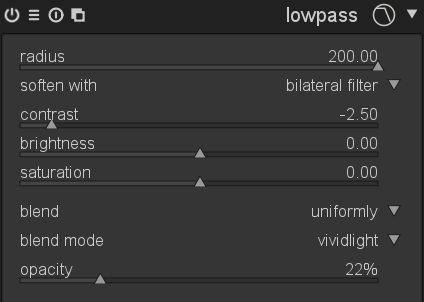 lowpass
radius 200.00
soften with bilateral filter
contrast -2.50
brightness 0.00
saturation 0.00
blend uniformly
blend mode vividlight
opacity 22%